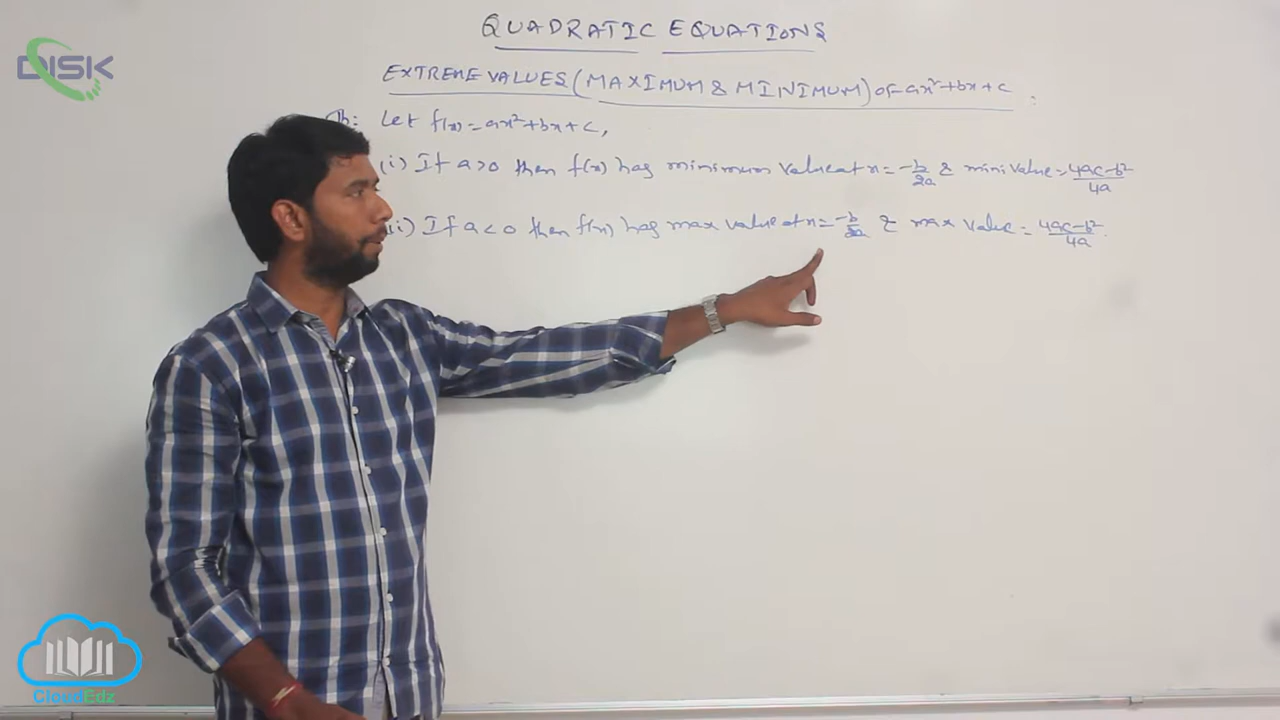 DISK
QUADRATIC EQUATIONS
EXTREME VALUES (MAXIMUM & MINIMUM) of ax²+bx+c
Let f(x)=ax²+bx+c,
(i) If a>0 then f(x) has minimum value at x=-b/2a & mini value=4ac-b²/4a
(ii) If a<0 then f(x) has max value at x=-b/2a & max value=4ac-b²/4a.
CloudEdz